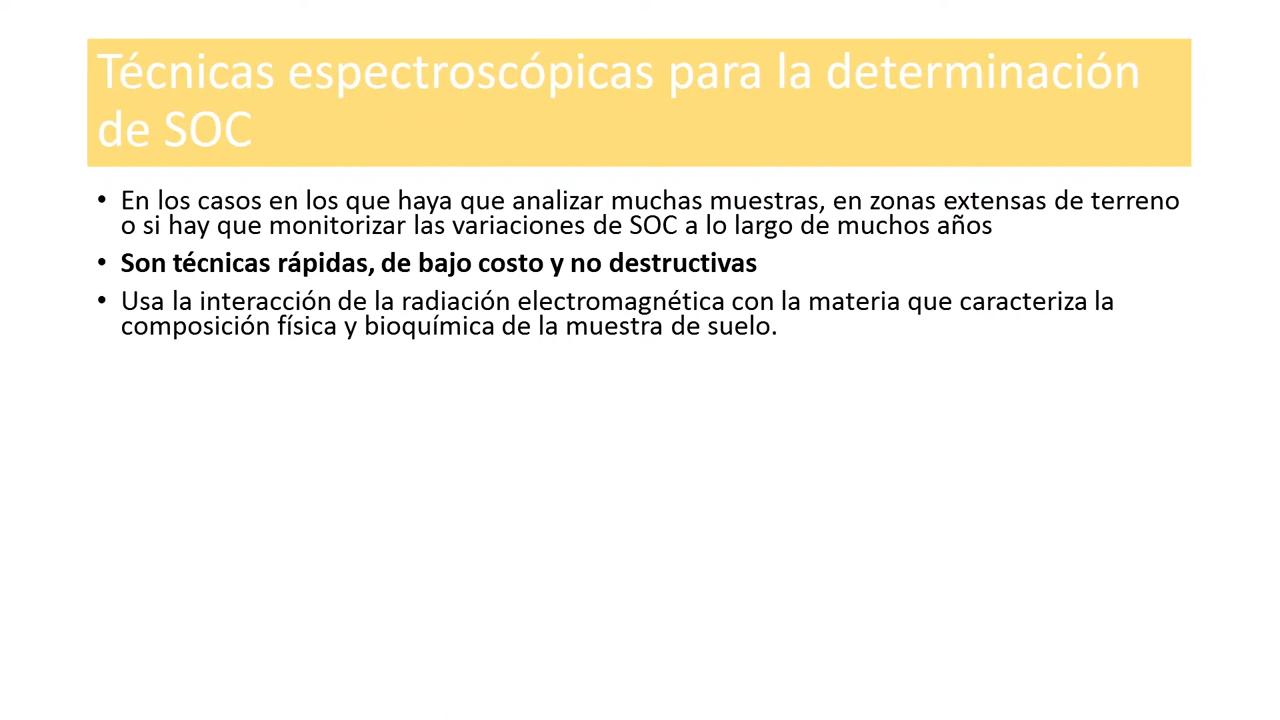 Técnicas espectroscópicas para la determinación
de SOC
• En los casos en los que haya que analizar muchas muestras, en zonas extensas de terreno
o si hay que monitorizar las variaciones de SOC a lo largo de muchos años
• Son técnicas rápidas, de bajo costo y no destructivas
• Usa la interacción de la radiación electromagnética con la materia que caracteriza la
composición física y bioquímica de la muestra de suelo.